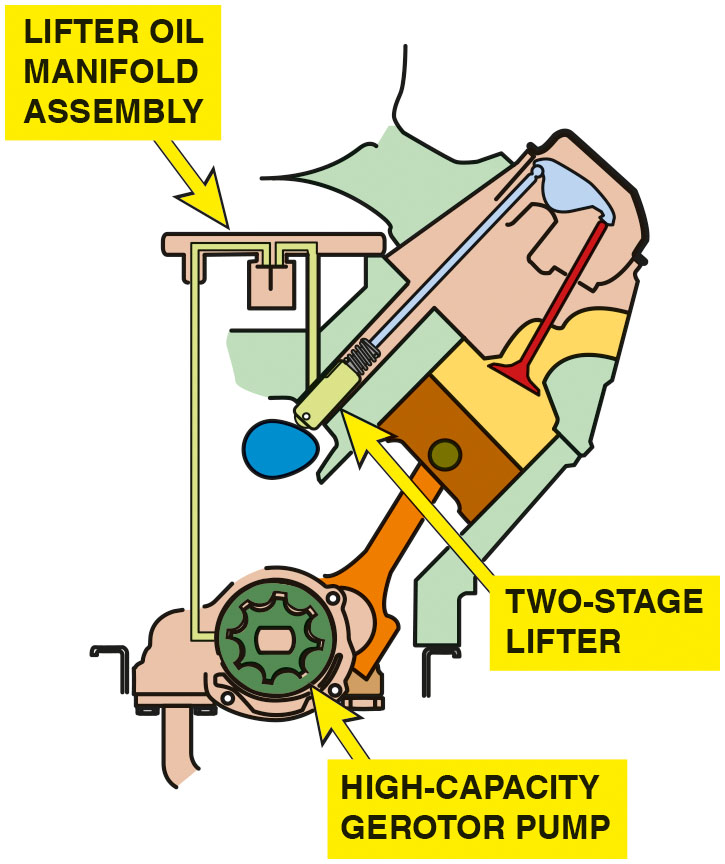 LIFTER OIL
MANIFOLD
ASSEMBLY
TWO-STAGE
LIFTER
HIGH-CAPACITY
GEROTOR PUMP